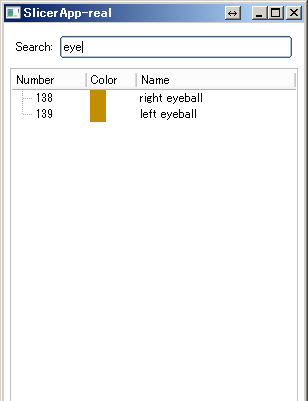 SlicerApp-real
Search: eye
Number Color Name
138 right eyeball
139 left eyeball